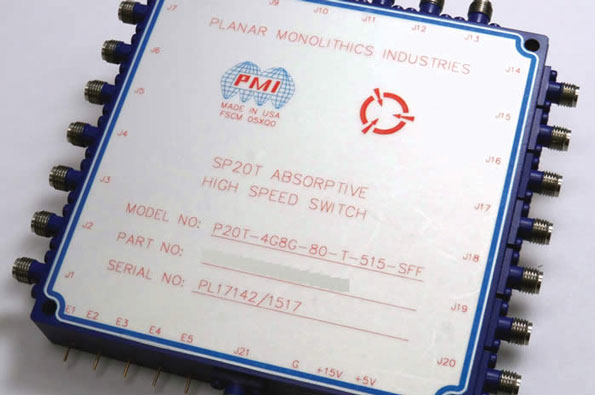 J7 J9 J10 J11 J12 J13
J6 J14
J5 J15
J4 J16
J3 J17
J2 J18
J1 J19
J20
PLANAR MONOLITHICS INDUSTRIES
PMI
MADE IN USA
FSCM 0SXQ0
SP20T ABSORPTIVE
HIGH SPEED SWITCH
MODEL NO: P20T-4G8G-80-T-515-SFF
PART NO:
SERIAL NO: PL17142/1517
E1 E2 E3 E4 E5 J21 G +15V +5V